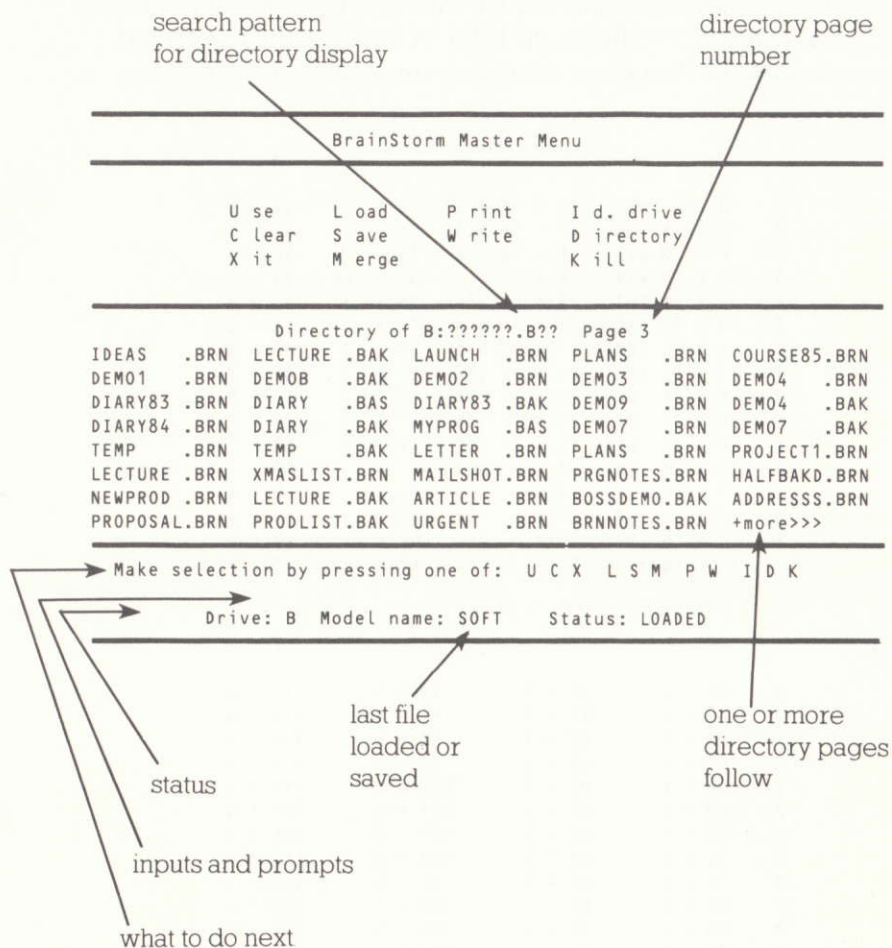 search pattern
for directory display
directory page
number
BrainStorm Master Menu
U se L oad P rint I d. drive
C lear S ave W rite D irectory
X it M erge K ill
Directory of B:??????.B?? Page 3
IDEAS .BRN LECTURE .BAK LAUNCH .BRN PLANS .BRN COURSE85.BRN
DEMO1 .BRN DEMOB .BAK DEMO2 .BRN DEMO3 .BRN DEMO4 .BRN
DIARY83 .BRN DIARY .BAS DIARY83 .BAK DEMO9 .BRN DEMO4 .BAK
DIARY84 .BRN DIARY .BAK MYPROG .BAS DEMO7 .BRN DEMO7 .BAK
TEMP .BRN TEMP .BAK LETTER .BRN PLANS .BRN PROJECT1.BRN
LECTURE .BRN XMASLIST.BRN MAILSHOT.BRN PRGNOTES.BRN HALFBAKD.BRN
NEWPROD .BRN LECTURE .BAK ARTICLE .BRN BOSSDEMO.BAK ADDRESSS.BRN
PROPOSAL.BRN PRODLIST.BAK URGENT .BRN BRNNOTES.BRN +more>>>
Make selection by pressing one of: U C X L S M P W I D K
Drive: B Model name: SOFT Status: LOADED
last file
loaded or
saved
one or more
directory pages
follow
status
inputs and prompts
what to do next